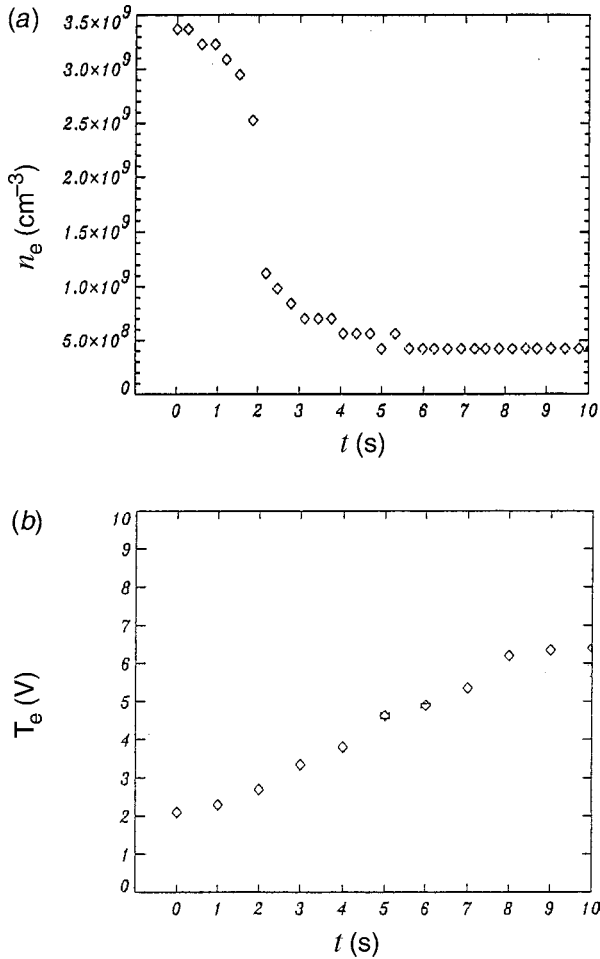 (a)
3.5×10⁹
3.0×10⁹
2.5×10⁹
2.0×10⁹
1.5×10⁹
1.0×10⁹
5.0×10⁸
0
nₑ (cm⁻³)
0 1 2 3 4 5 6 7 8 9 10
t (s)
(b)
10
9
8
7
6
5
4
3
2
1
0
Tₑ (V)
0 1 2 3 4 5 6 7 8 9 10
t (s)